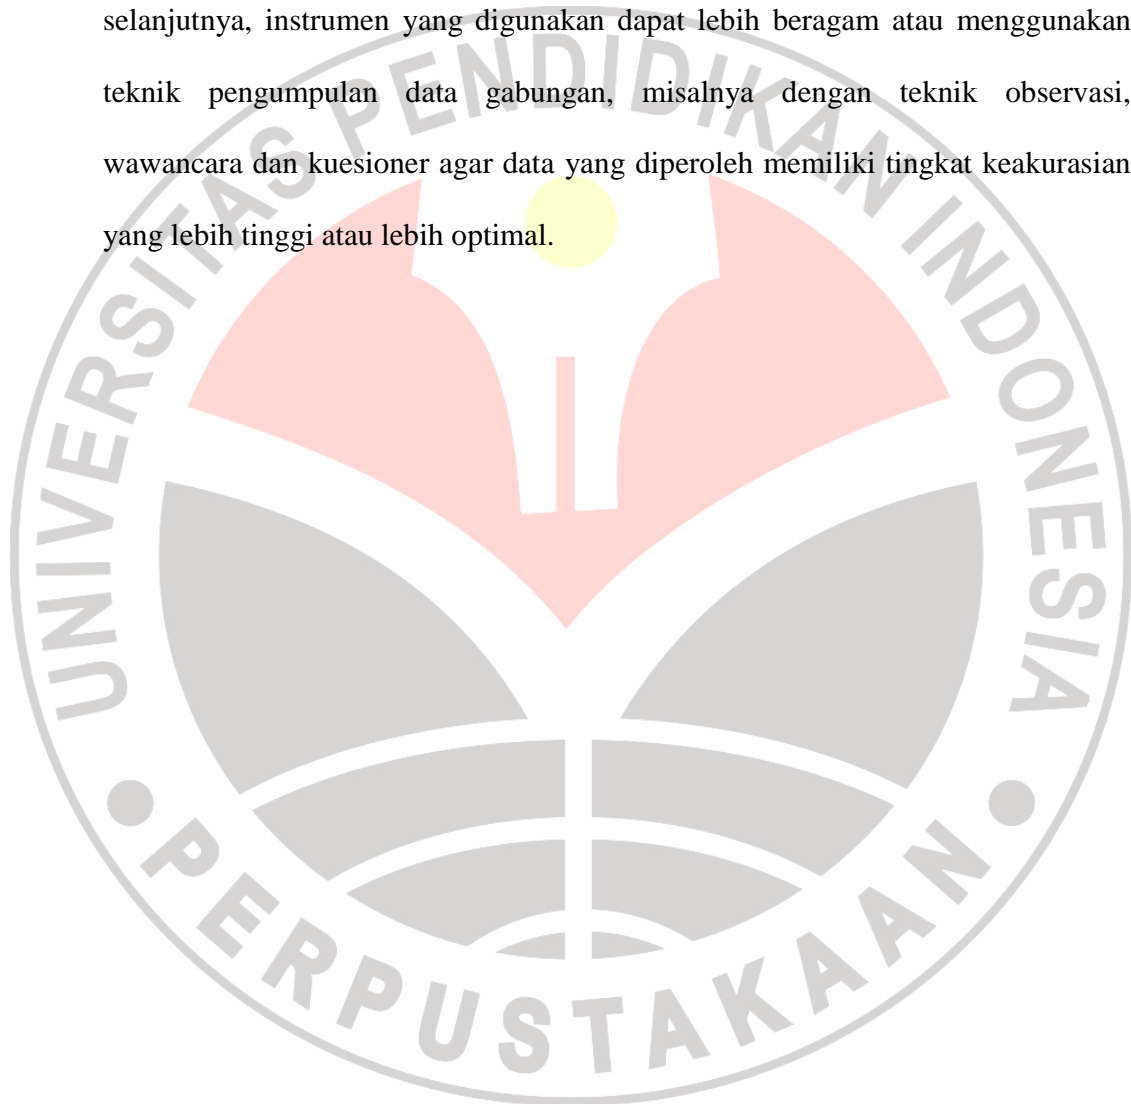 selanjutnya, instrumen yang digunakan dapat lebih beragam atau menggunakan
teknik pengumpulan data gabungan, misalnya dengan teknik observasi,
wawancara dan kuesioner agar data yang diperoleh memiliki tingkat keakurasian
yang lebih tinggi atau lebih optimal.
UNIVERSITAS PENDIDIKAN INDONESIA
PERPUSTAKAAN